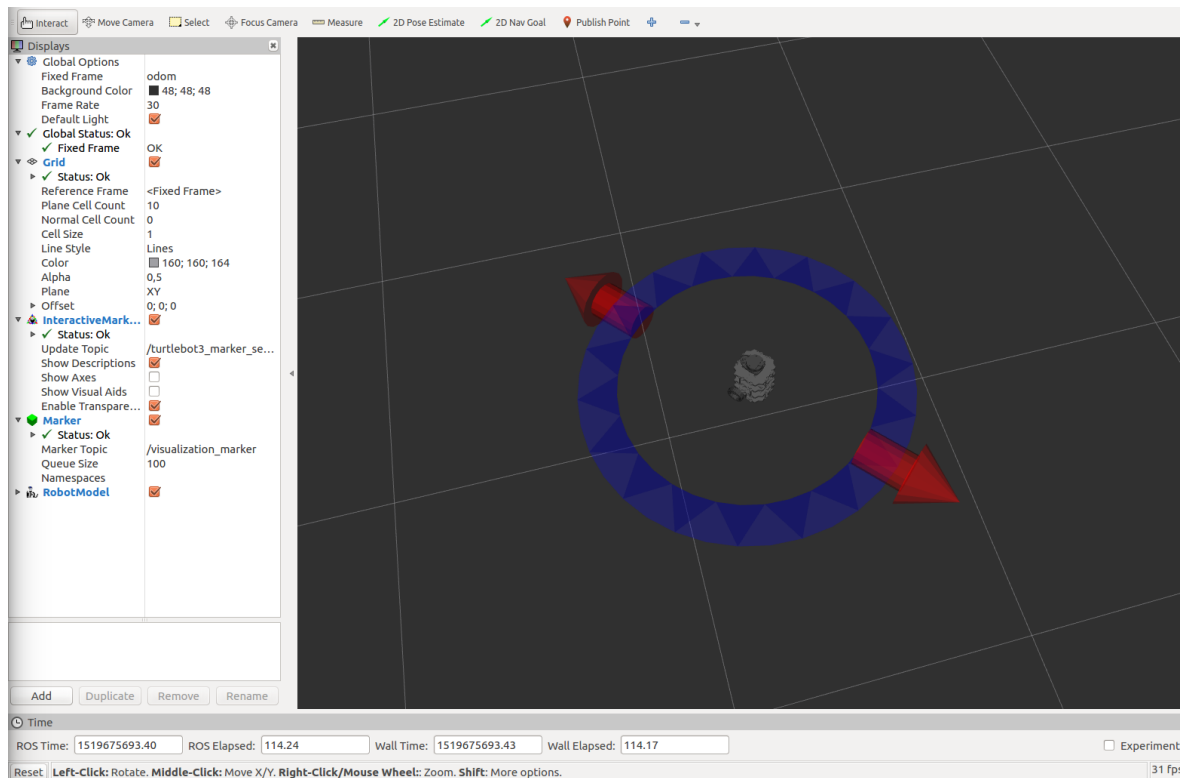 Interact Move Camera Select Focus Camera Measure 2D Pose Estimate 2D Nav Goal Publish Point
Displays
Global Options
Fixed Frame odom
Background Color 48; 48; 48
Frame Rate 30
Default Light
Global Status: Ok
Fixed Frame OK
Grid
Status: Ok
Reference Frame <Fixed Frame>
Plane Cell Count 10
Normal Cell Count 0
Cell Size 1
Line Style Lines
Color 160; 160; 164
Alpha 0,5
Plane XY
Offset 0; 0; 0
InteractiveMark...
Status: Ok
Update Topic /turtlebot3_marker_se...
Show Descriptions
Show Axes
Show Visual Aids
Enable Transpare...
Marker
Status: Ok
Marker Topic /visualization_marker
Queue Size 100
Namespaces
RobotModel
Add Duplicate Remove Rename
Time
ROS Time: 1519675693.40 ROS Elapsed: 114.24 Wall Time: 1519675693.43 Wall Elapsed: 114.17 Experiment
Reset Left-Click: Rotate. Middle-Click: Move X/Y. Right-Click/Mouse Wheel:: Zoom. Shift: More options. 31 fps